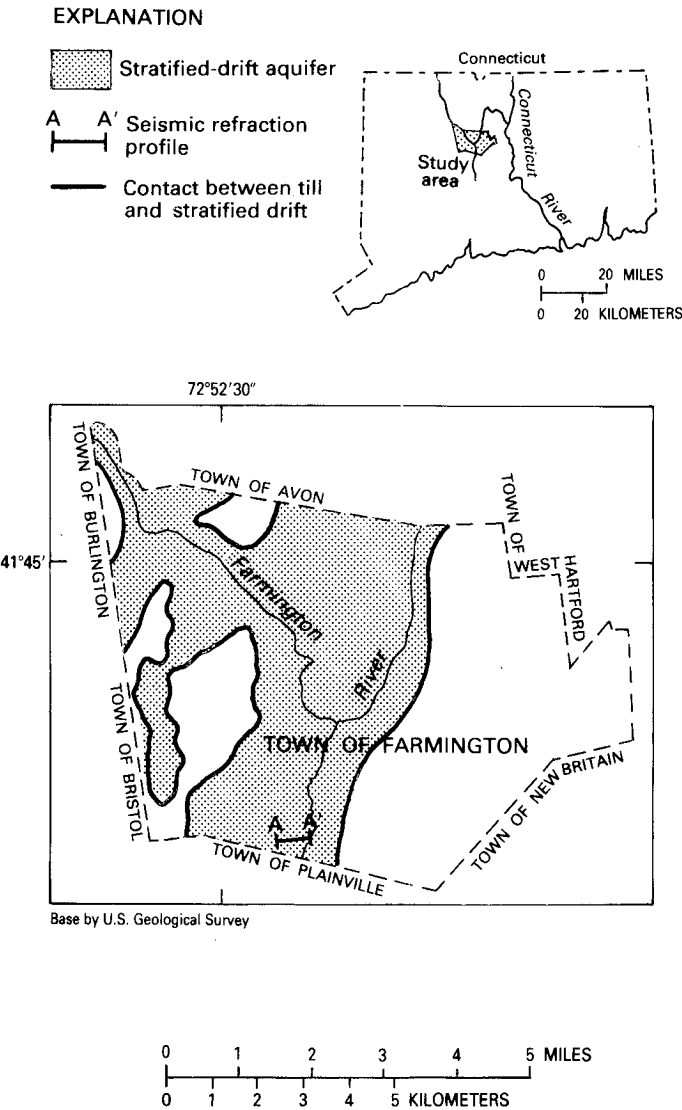 EXPLANATION
Stratified-drift aquifer
A A' Seismic refraction
profile
Contact between till
and stratified drift
Connecticut
Connecticut
River
Study
area
0 20 MILES
0 20 KILOMETERS
72°52'30"
41°45'
TOWN OF BURLINGTON
TOWN OF AVON
TOWN OF
WEST
HARTFORD
Farmington
River
TOWN OF BRISTOL
TOWN OF FARMINGTON
TOWN OF NEW BRITAIN
A A'
TOWN OF PLAINVILLE
Base by U.S. Geological Survey
0 1 2 3 4 5 MILES
0 1 2 3 4 5 KILOMETERS